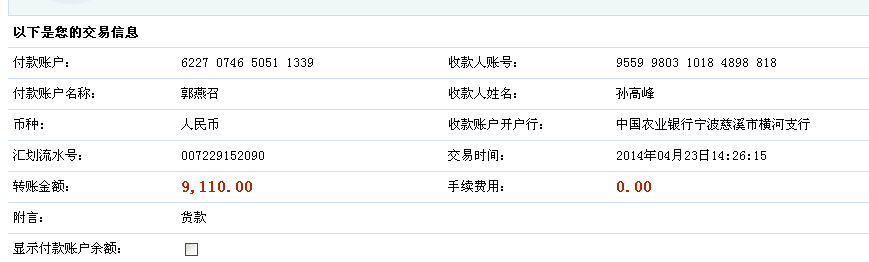 以下是您的交易信息
付款账户： 6227 0746 5051 1339 收款人账号： 9559 9803 1018 4898 818
付款账户名称： 郭燕召 收款人姓名： 孙高峰
币种： 人民币 收款账户开户行： 中国农业银行宁波慈溪市横河支行
汇划流水号： 007229152090 交易时间： 2014年04月23日14:26:15
转账金额： 9,110.00 手续费用： 0.00
附言： 货款
显示付款账户余额：